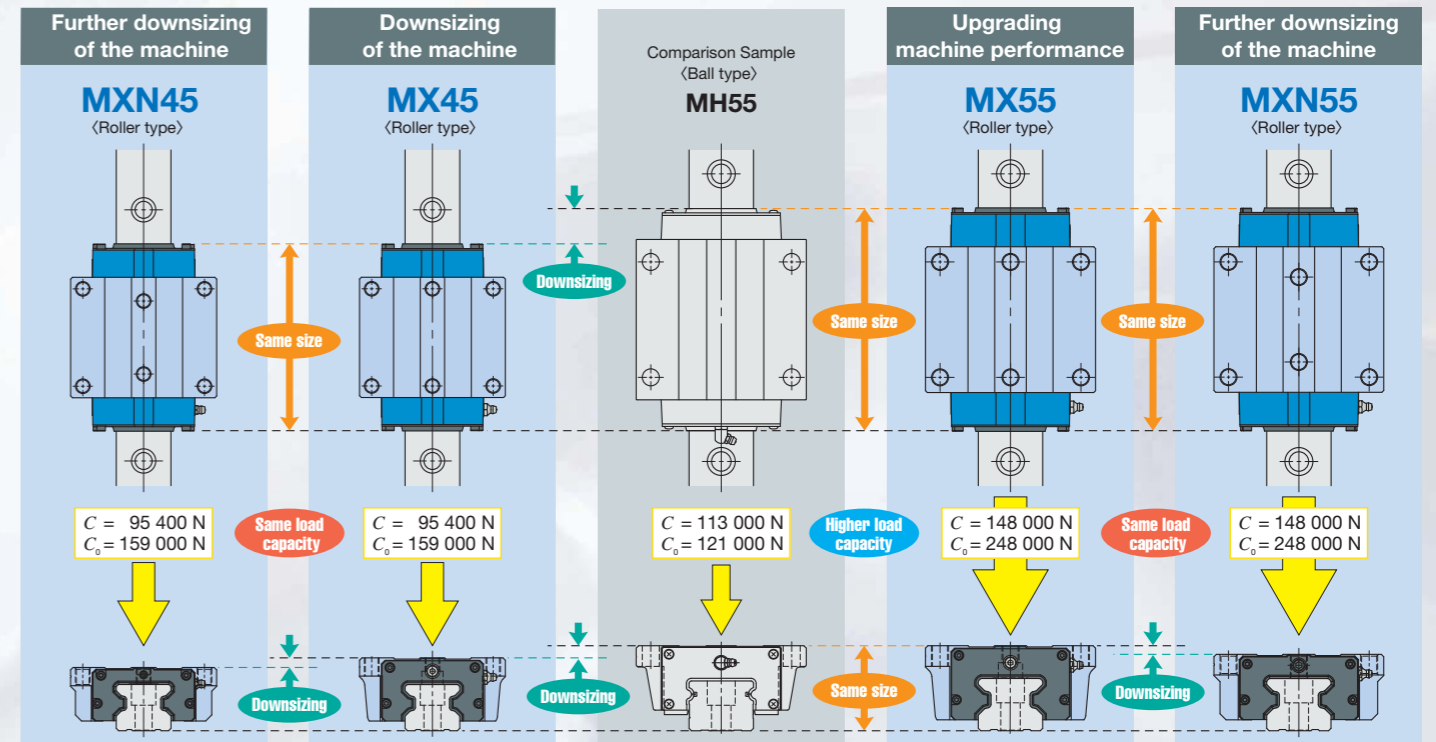 Further downsizing
of the machine
Downsizing
of the machine
Upgrading
machine performance
Further downsizing
of the machine
MXN45
〈Roller type〉
MX45
〈Roller type〉
Comparison Sample
〈Ball type〉
MH55
MX55
〈Roller type〉
MXN55
〈Roller type〉
Same size
Downsizing
Same size
Same size
C = 95 400 N
C₀ = 159 000 N
Same load
capacity
C = 95 400 N
C₀ = 159 000 N
C = 113 000 N
C₀ = 121 000 N
Higher load
capacity
C = 148 000 N
C₀ = 248 000 N
Same load
capacity
C = 148 000 N
C₀ = 248 000 N
Downsizing
Downsizing
Same size
Downsizing